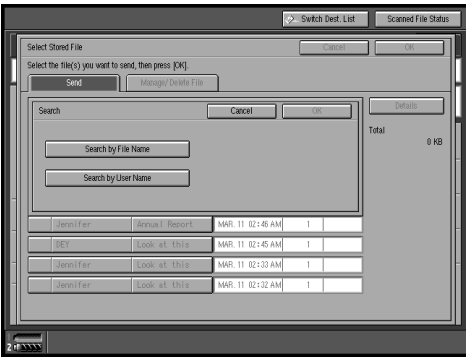 Switch Dest. List Scanned File Status
Select Stored File Cancel OK
Select the file(s) you want to send, then press [OK].
Send Manage/ Delete File
Search Cancel OK Details
Total
0 KB
Search by File Name
Search by User Name
Jennifer Annual Report MAR. 11 02:46 AM 1
DEY Look at this MAR. 11 02:45 AM 1
Jennifer Look at this MAR. 11 02:33 AM 1
Jennifer Look at this MAR. 11 02:32 AM 1
2